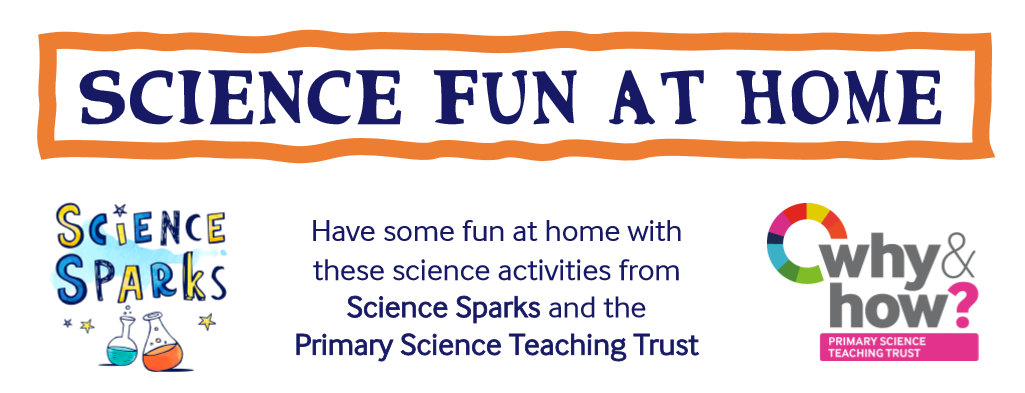 SCIENCE FUN AT HOME
SCiENCE
SPARKS
Have some fun at home with
these science activities from
Science Sparks and the
Primary Science Teaching Trust
why&
how?
PRIMARY SCIENCE
TEACHING TRUST